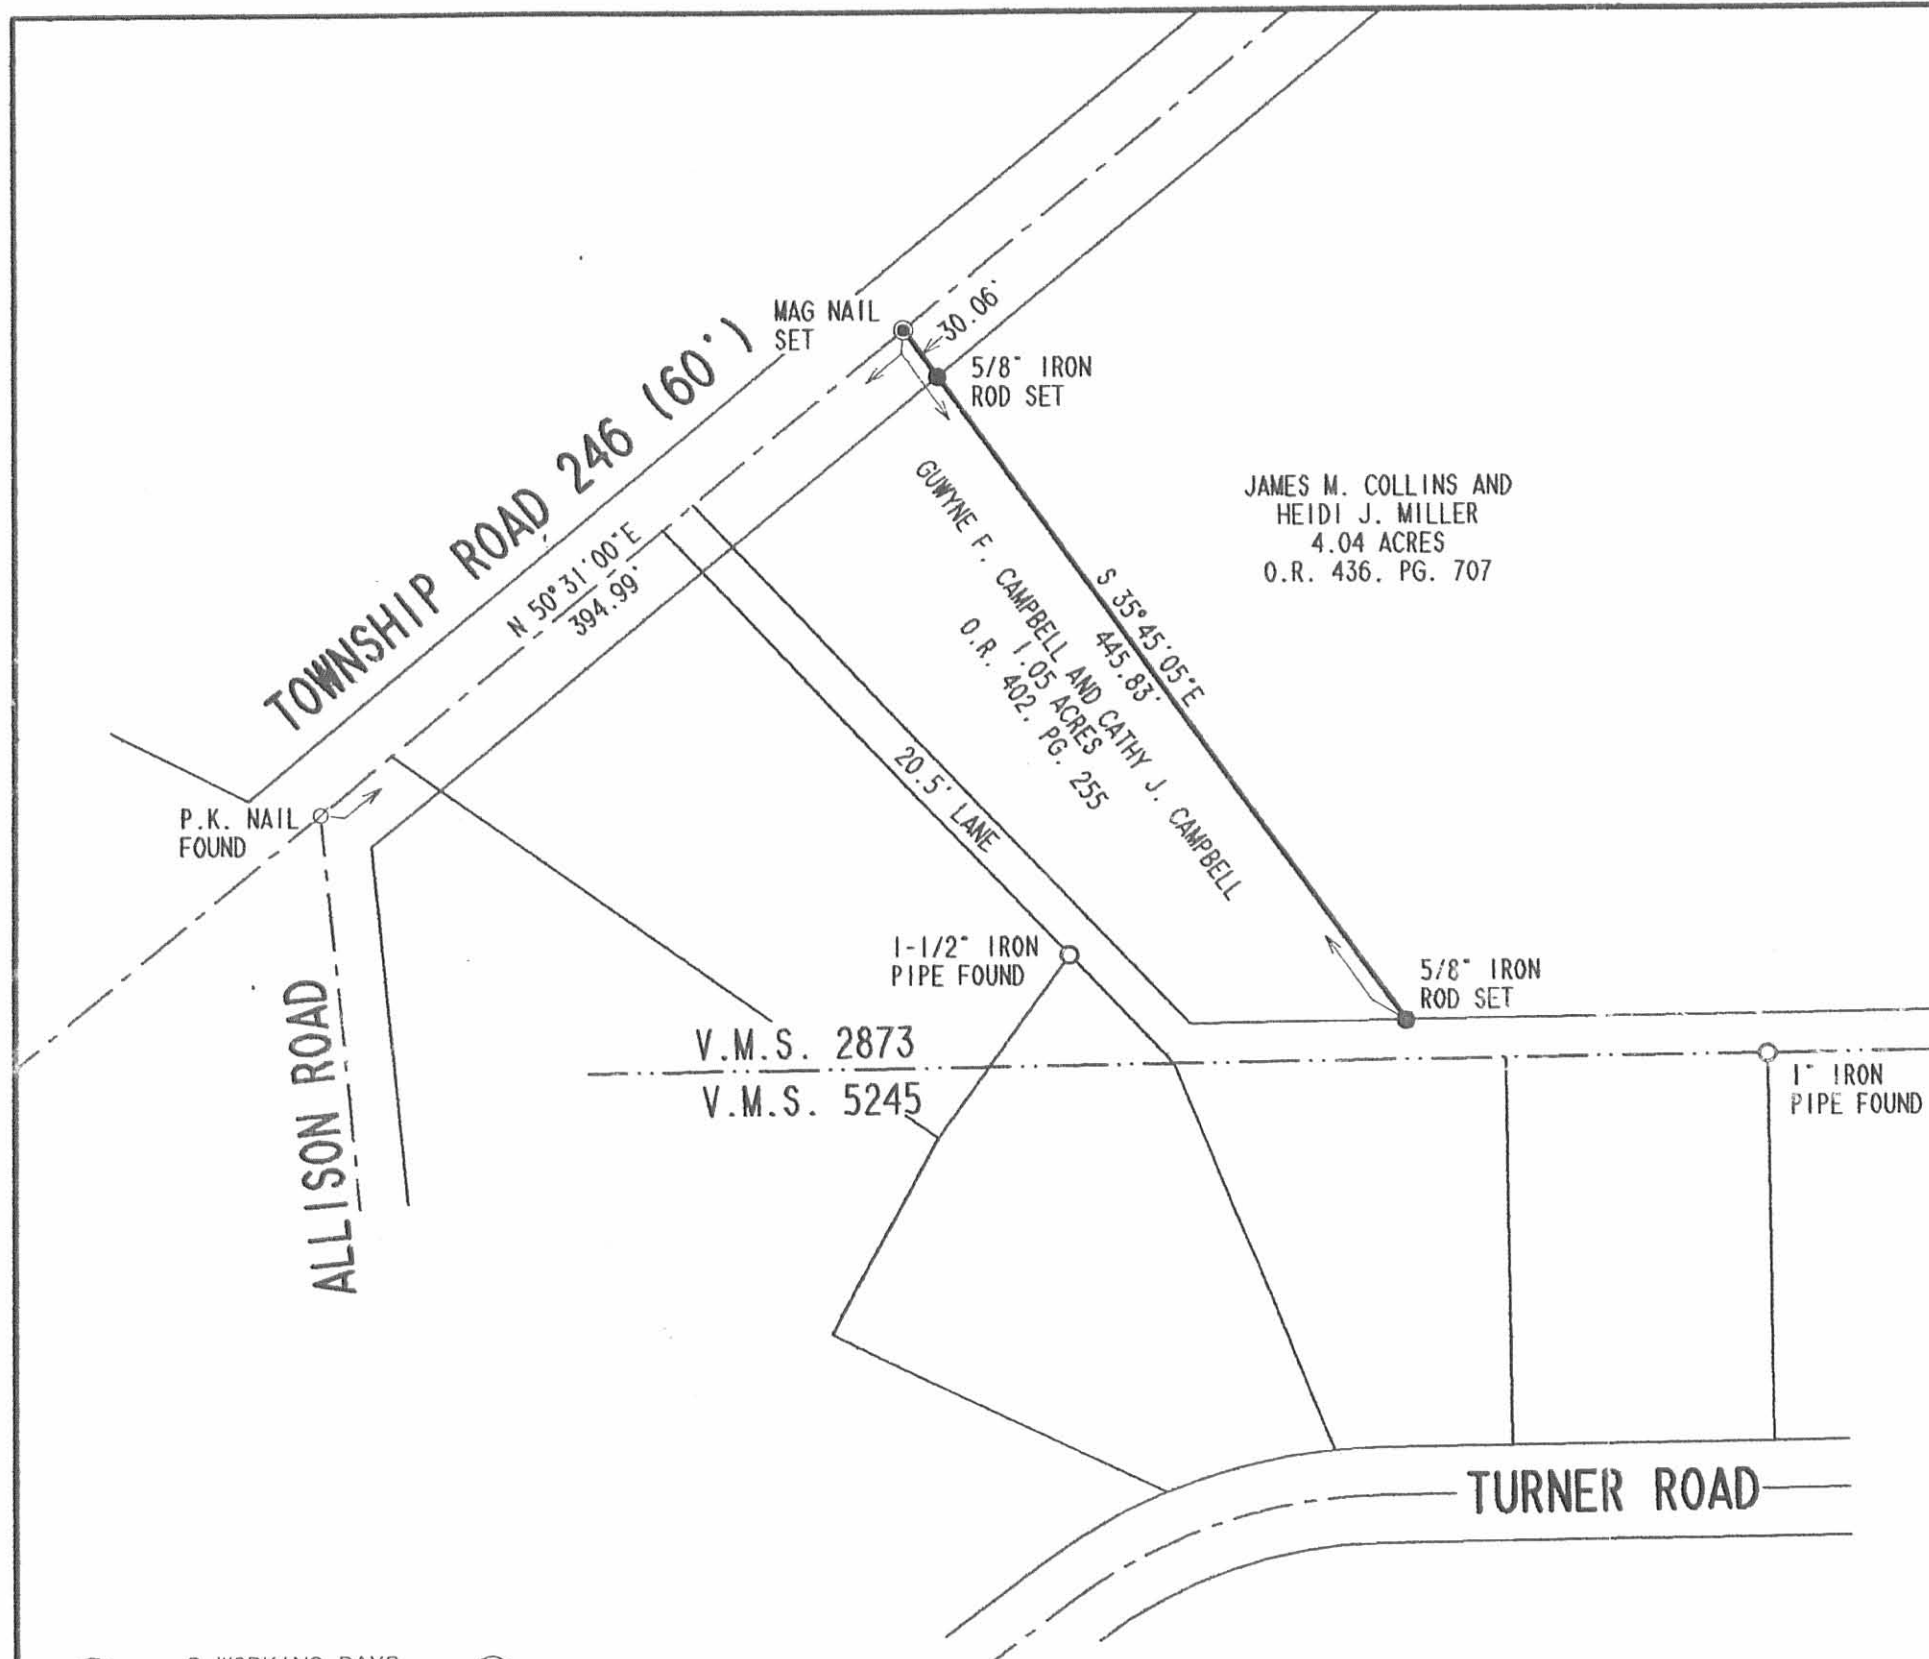 MAG NAIL
SET
30.06'
5/8" IRON
ROD SET
TOWNSHIP ROAD 246 (60')
JAMES M. COLLINS AND
HEIDI J. MILLER
4.04 ACRES
O.R. 436, PG. 707
N 50°31'00"E
394.99'
S 35°45'05"E
445.83'
GUWYNE F. CAMPBELL AND CATHY J. CAMPBELL
1.05 ACRES
O.R. 402, PG. 255
20.5' LANE
P.K. NAIL
FOUND
1-1/2" IRON
PIPE FOUND
5/8" IRON
ROD SET
ALLISON ROAD
V.M.S. 2873
V.M.S. 5245
1" IRON
PIPE FOUND
TURNER ROAD
WORKING DAYS